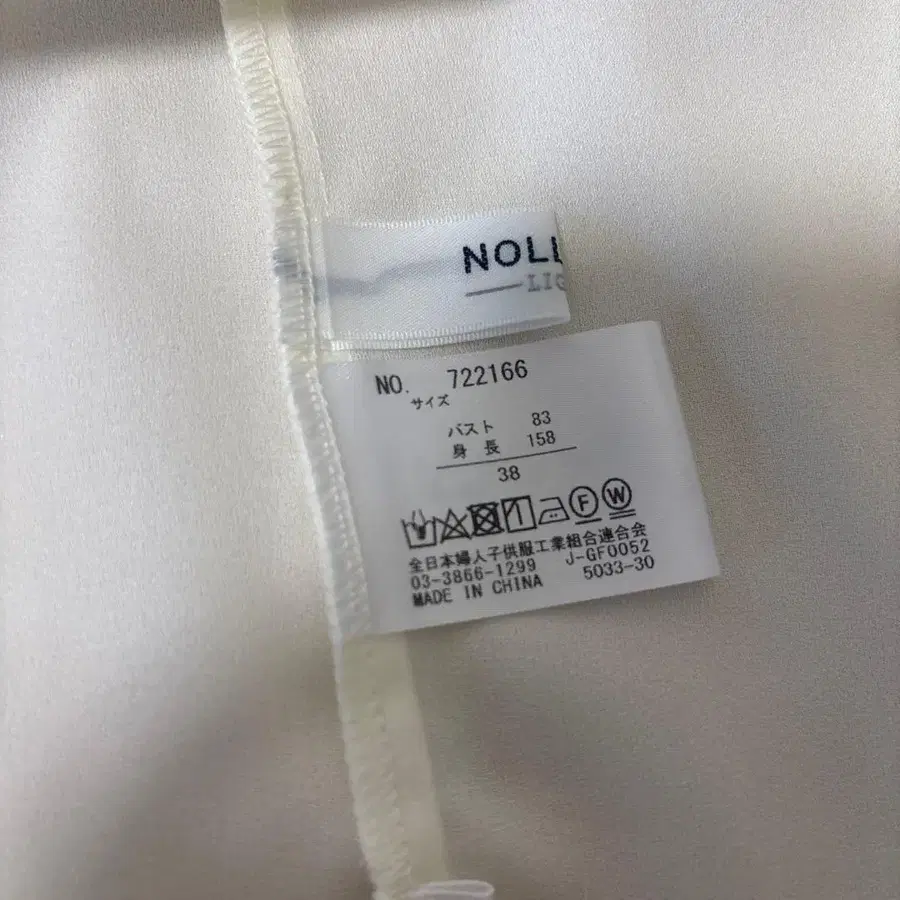 NOLL
LIG
NO. 722166
サイズ
バスト 83
身長 158
38
F W
全日本婦人子供服工業組合連合会
03-3866-1299 J-GF0052
MADE IN CHINA 5033-30